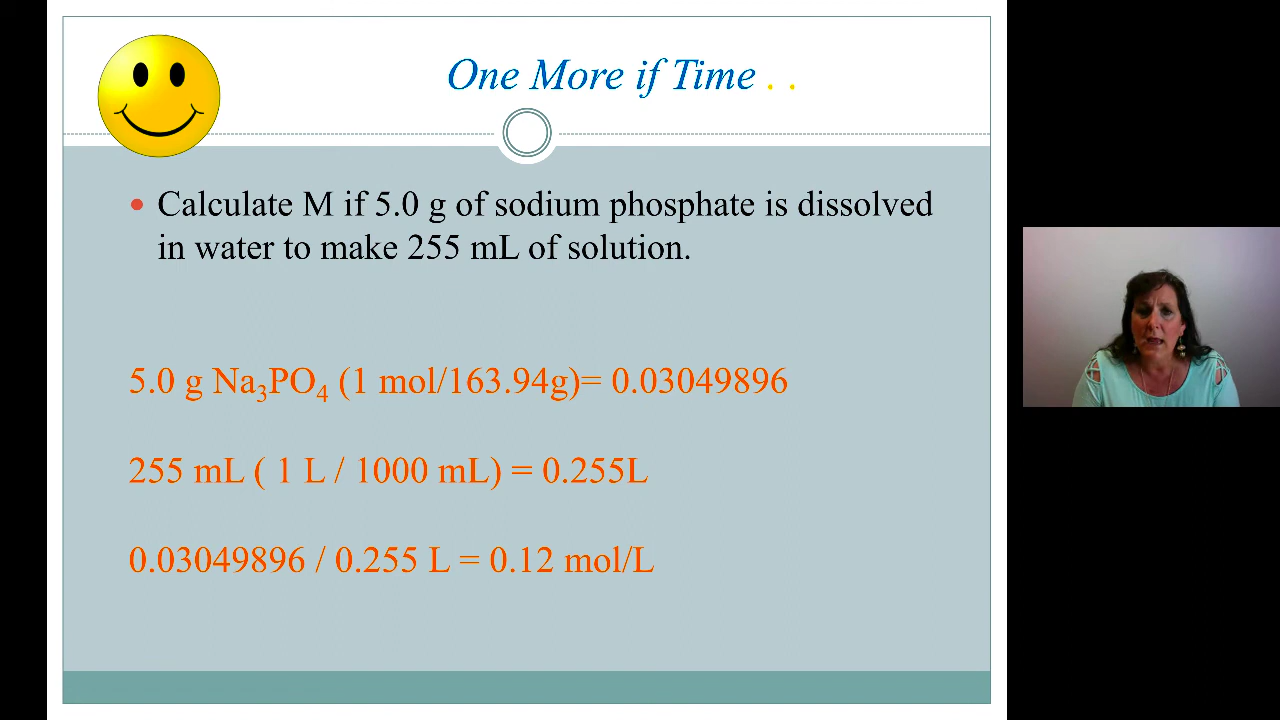 One More if Time . .
• Calculate M if 5.0 g of sodium phosphate is dissolved
in water to make 255 mL of solution.
5.0 g Na₃PO₄ (1 mol/163.94g)= 0.03049896
255 mL ( 1 L / 1000 mL) = 0.255L
0.03049896 / 0.255 L = 0.12 mol/L